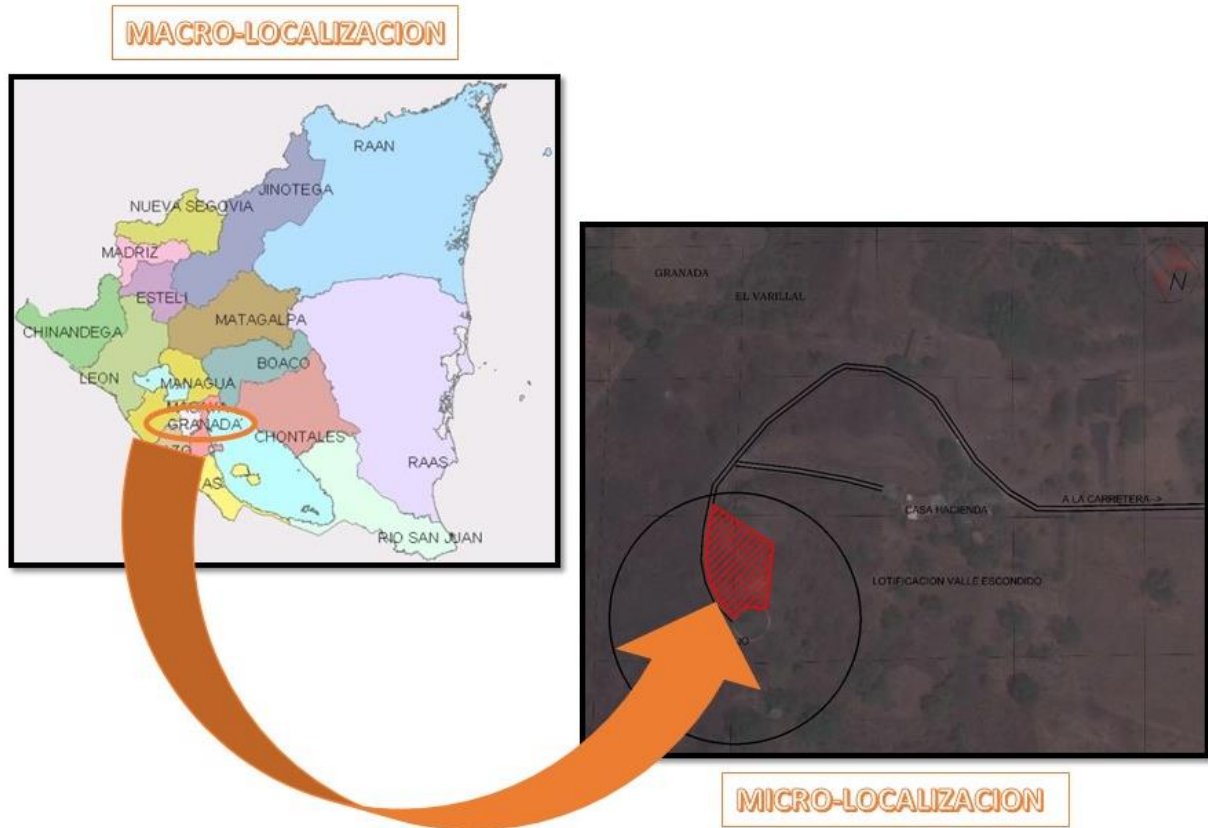 MACRO-LOCALIZACION
RAAN
JINOTEGA
NUEVA SEGOVIA
MADRIZ
ESTELI
CHINANDEGA
MATAGALPA
BOACO
LEON
MANAGUA
GRANADA
CHONTALES
RAAS
AS
RIO SAN JUAN
GRANADA
EL VARILLAL
N
CASA HACIENDA
A LA CARRETERA-->
LOTIFICACION VALLE ESCONDIDO
MICRO-LOCALIZACION